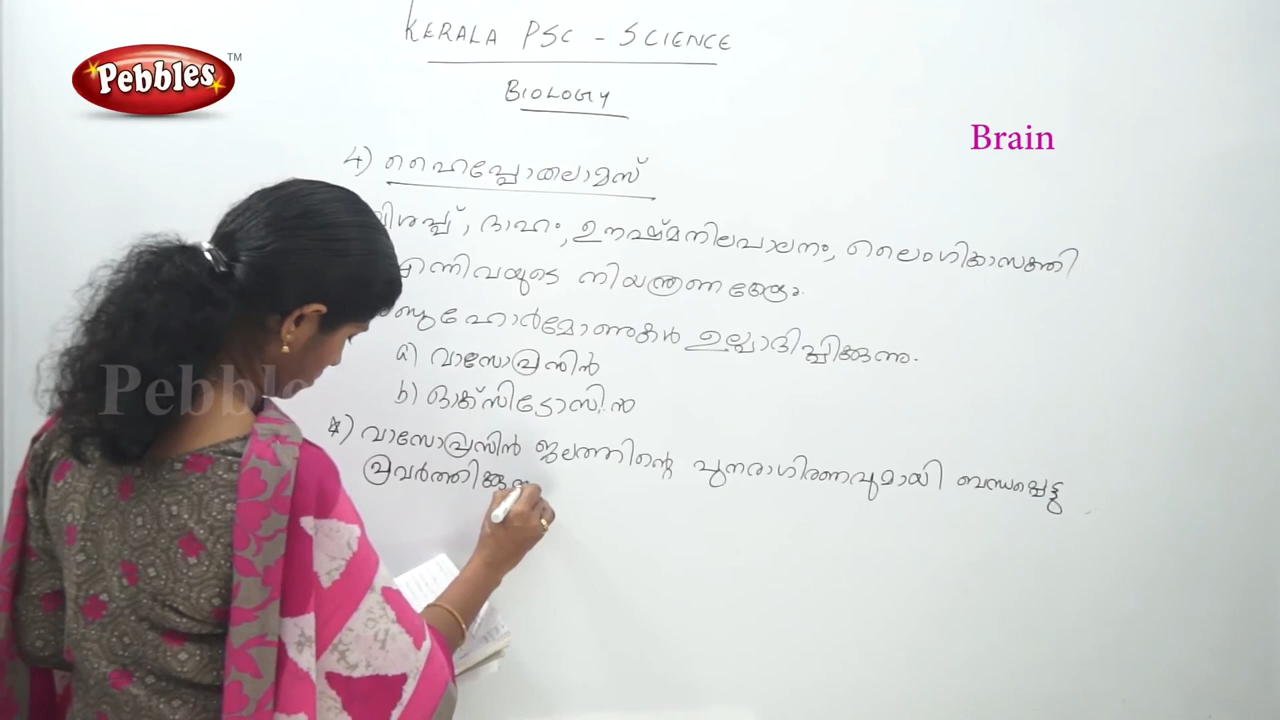 KERALA PSC - SCIENCE
Pebbles TM
BIOLOGY
Brain
4) ഹൈപ്പോതലാമസ്
വിശപ്പ്, ദാഹം, ഊഷ്മനിലപാലനം, ലൈംഗികാസക്തി
എന്നിവയുടെ നിയന്ത്രണകേന്ദ്രം.
ഹോർമോണുകൾ ഉല്പാദിപ്പിക്കുന്നു.
a) വാസോപ്രസിൻ
b) ഓക്സിടോസിൻ
Pebbles
*) വാസോപ്രസിൻ ജലത്തിന്റെ പുനരാഗിരണവുമായി ബന്ധപ്പെട്ടു
പ്രവർത്തിക്കുന്നു